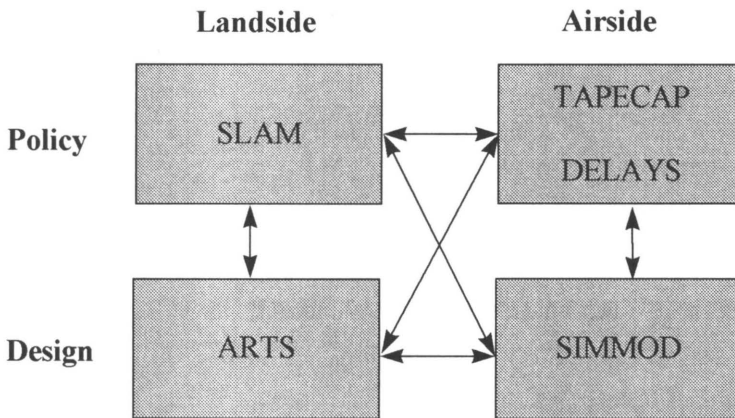 Landside Airside
Policy SLAM TAPECAP
DELAYS
Design ARTS SIMMOD